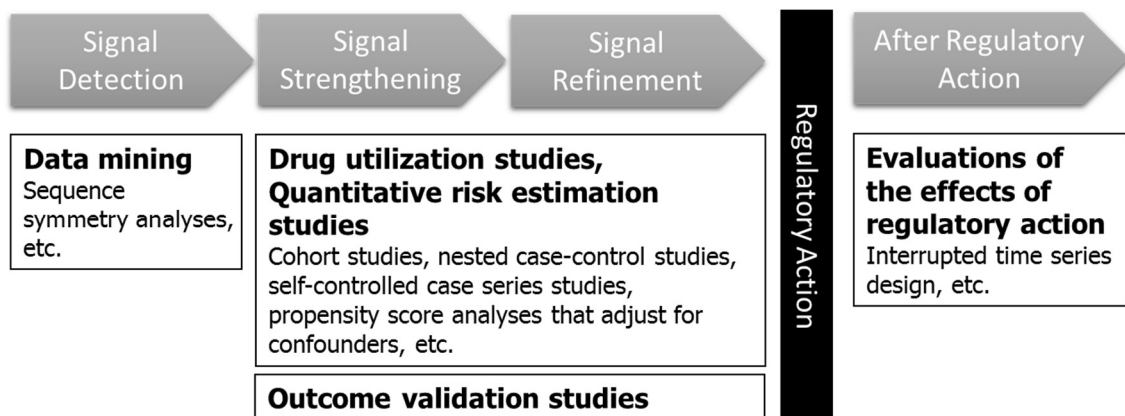 Signal
Detection
Signal
Strengthening
Signal
Refinement
Regulatory Action
After Regulatory
Action
Data mining
Sequence
symmetry analyses,
etc.
Drug utilization studies,
Quantitative risk estimation
studies
Cohort studies, nested case-control studies,
self-controlled case series studies,
propensity score analyses that adjust for
confounders, etc.
Outcome validation studies
Evaluations of
the effects of
regulatory action
Interrupted time series
design, etc.